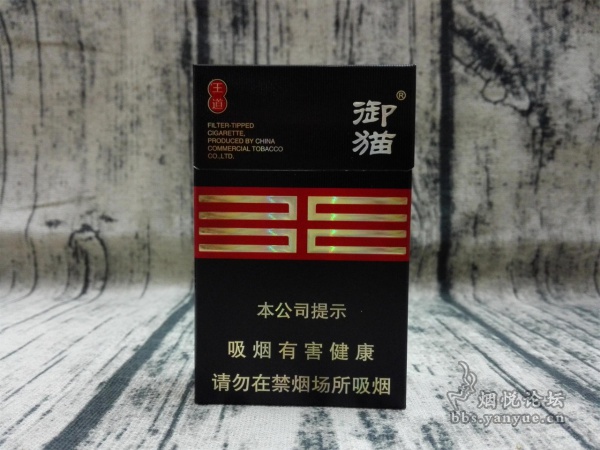 王道
FILTER-TIPPED
CIGARETTE,
PRODUCED BY CHINA
COMMERCIAL TOBACCO
CO.,LTD.
御猫®
本公司提示
吸烟有害健康
请勿在禁烟场所吸烟
烟悦论坛
bbs.yanyue.cn